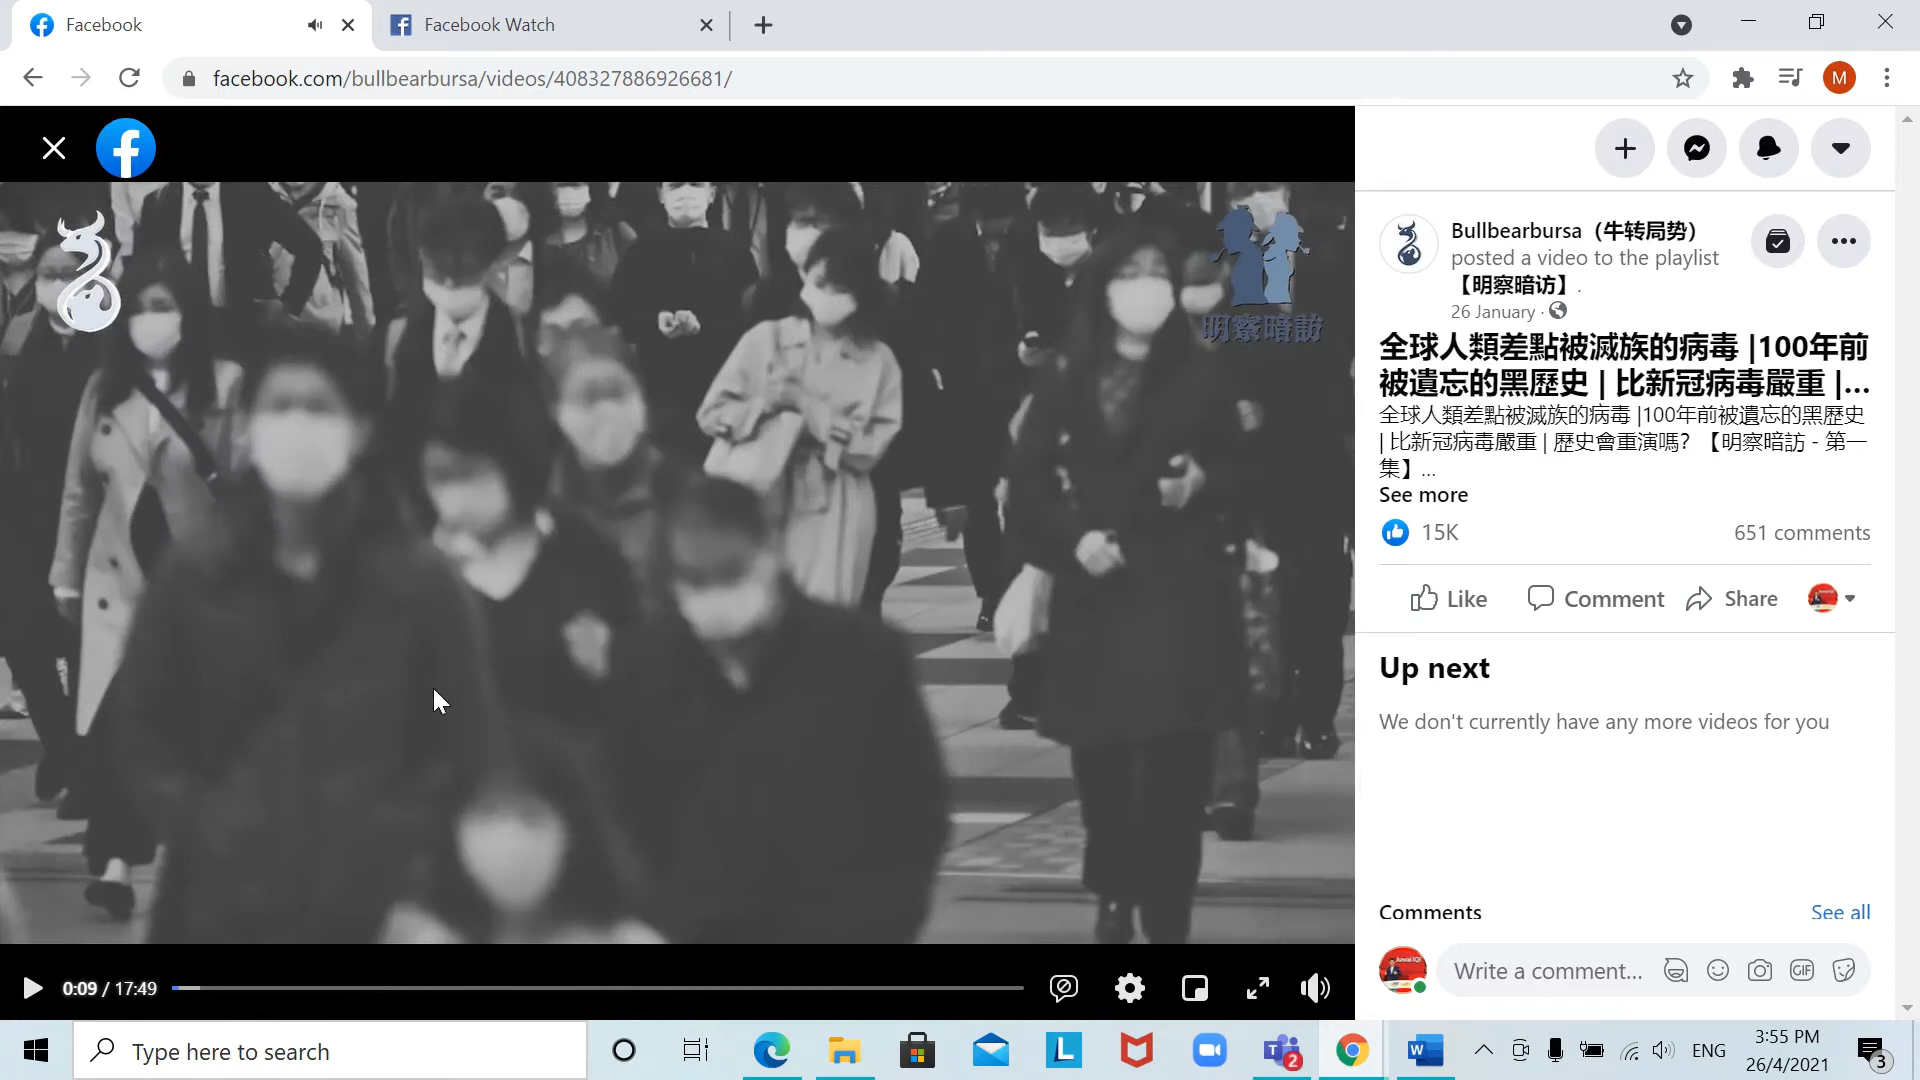 Facebook
Facebook Watch
facebook.com/bullbearbursa/videos/408327886926681/
M
明察暗訪
Bullbearbursa（牛转局势）
posted a video to the playlist
【明察暗访】.
26 January ·
全球人類差點被滅族的病毒 |100年前
被遺忘的黑歷史 | 比新冠病毒嚴重 |...
全球人類差點被滅族的病毒 |100年前被遺忘的黑歷史
| 比新冠病毒嚴重 | 歷史會重演嗎？【明察暗訪 - 第一
集】...
See more
15K
651 comments
Like
Comment
Share
Up next
We don't currently have any more videos for you
Comments
See all
Write a comment...
GIF
0:09 / 17:49
Type here to search
L
2
W
ENG
3:55 PM
26/4/2021
3